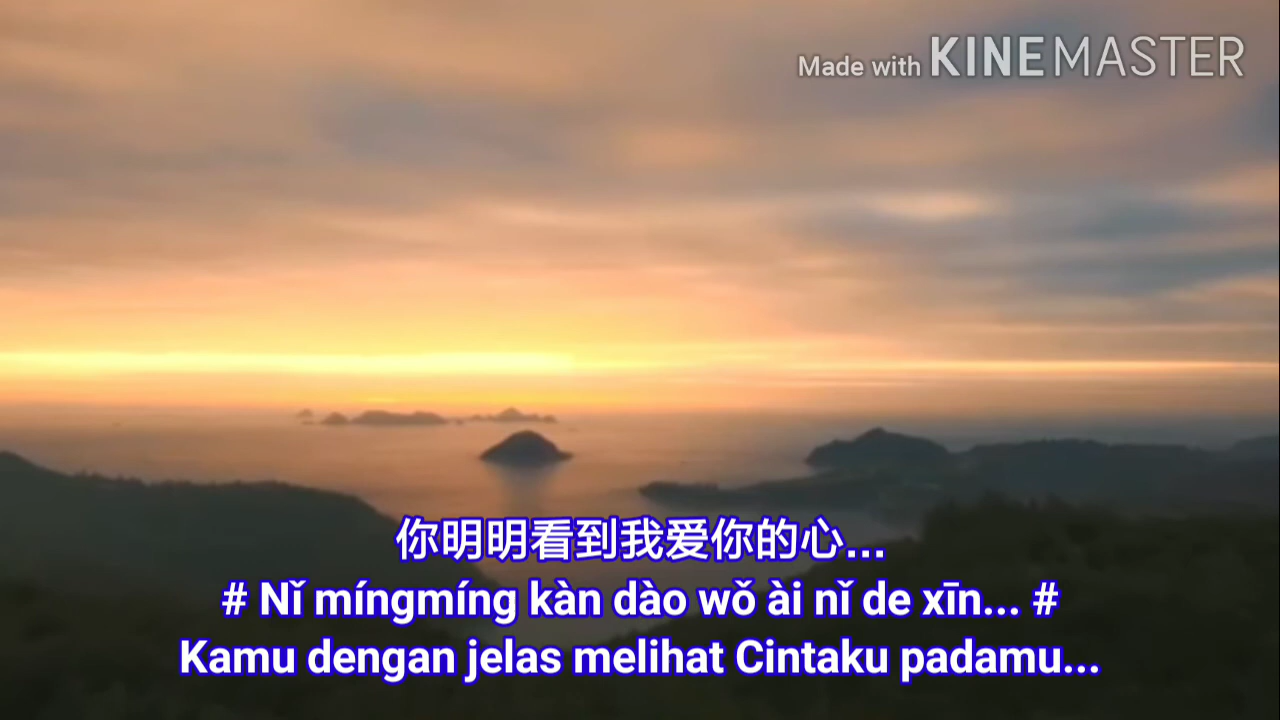 Made with KINEMASTER
你明明看到我爱你的心...
# Nǐ míngmíng kàn dào wǒ ài nǐ de xīn... #
Kamu dengan jelas melihat Cintaku padamu...